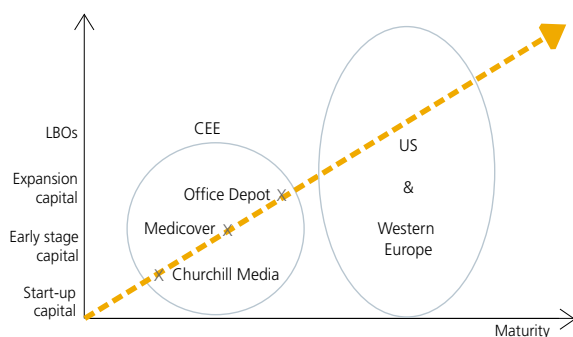 LBOs
CEE
US
Expansion
capital
Office Depot X
&
Early stage
capital
Medicover X
Western
Europe
X Churchill Media
Start-up
capital
Maturity